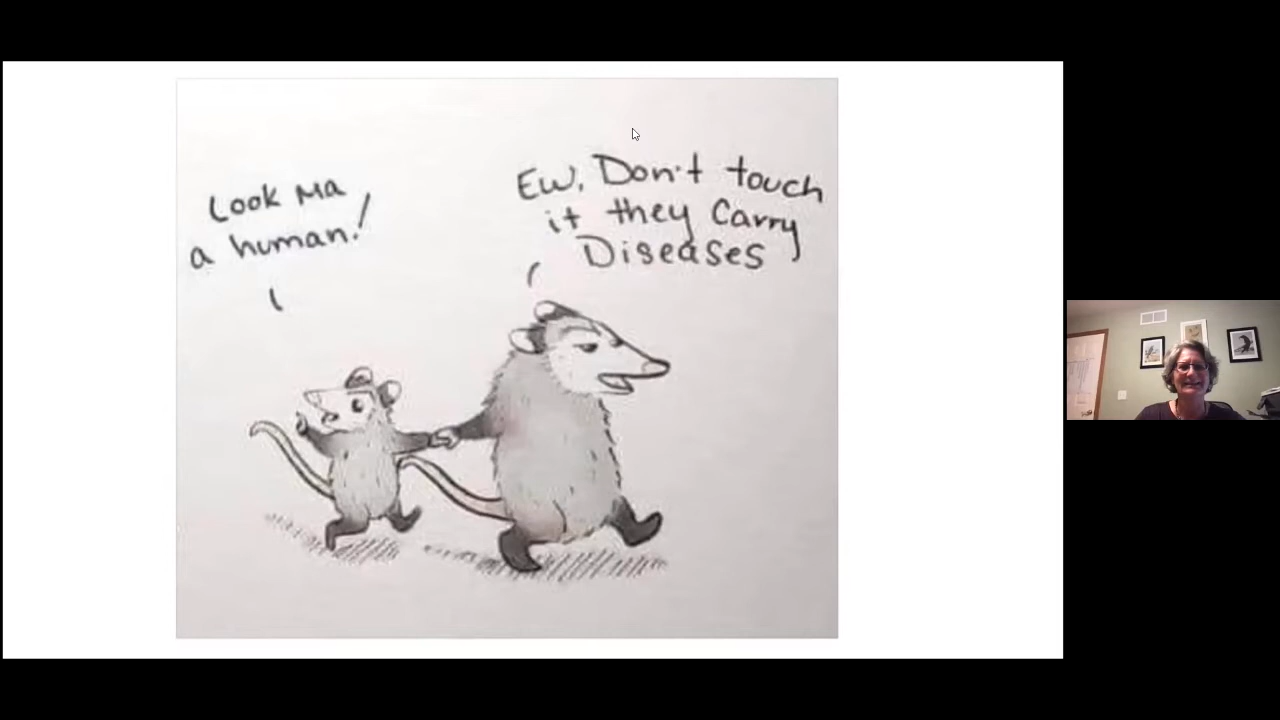 Look Ma
a human!
Ew. Don't touch
it they Carry
Diseases